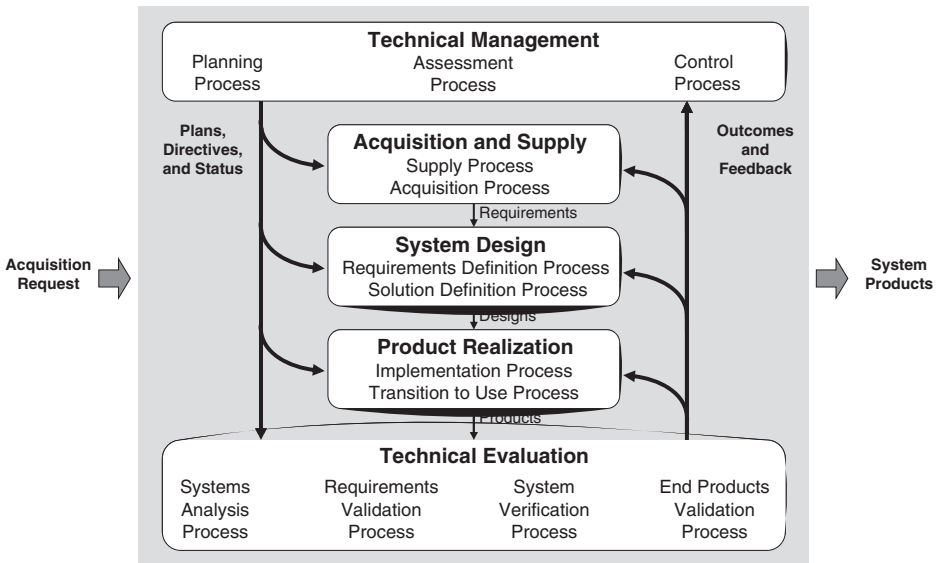 Technical Management
Planning
Process
Assessment
Process
Control
Process
Plans,
Directives,
and Status
Outcomes
and
Feedback
Acquisition and Supply
Supply Process
Acquisition Process
Requirements
System Design
Requirements Definition Process
Solution Definition Process
Designs
Acquisition
Request
System
Products
Product Realization
Implementation Process
Transition to Use Process
Products
Technical Evaluation
Systems
Analysis
Process
Requirements
Validation
Process
System
Verification
Process
End Products
Validation
Process